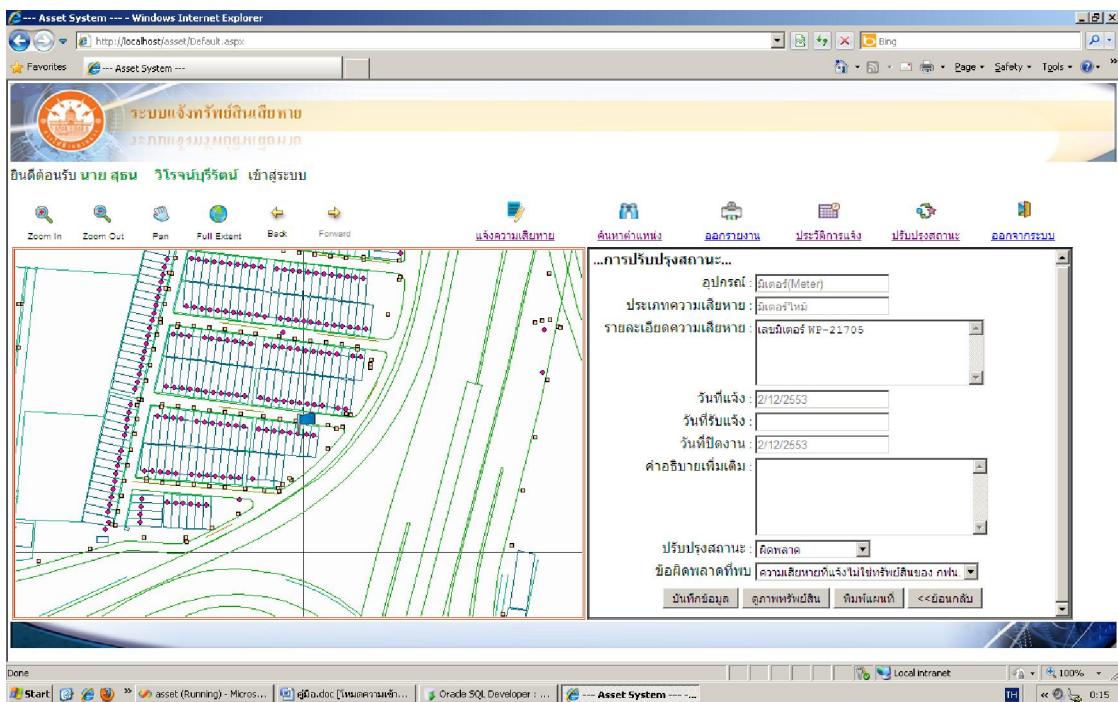 --- Asset System --- - Windows Internet Explorer
http://localhost/asset/Default.aspx
Bing
Favorites
--- Asset System ---
Page
Safety
Tools
ระบบแจ้งทรัพย์สินเสียหาย
ยินดีต้อนรับ นาย สุธน วิโรจน์บุรีรัตน์ เข้าสู่ระบบ
Zoom In
Zoom Out
Pan
Full Extent
Back
Forward
แจ้งความเสียหาย
ค้นหาตำแหน่ง
ออกรายงาน
ประวัติการแจ้ง
ปรับปรุงสถานะ
ออกจากระบบ
...การปรับปรุงสถานะ...
อุปกรณ์ : มิเตอร์(Meter)
ประเภทความเสียหาย : มิเตอร์ไหม้
รายละเอียดความเสียหาย : เลขมิเตอร์ WP-21705
วันที่แจ้ง : 2/12/2553
วันที่รับแจ้ง :
วันที่ปิดงาน : 2/12/2553
คำอธิบายเพิ่มเติม :
ปรับปรุงสถานะ : ผิดพลาด
ข้อผิดพลาดที่พบ ความเสียหายที่แจ้งไม่ใช่ทรัพย์สินของ กฟน.
บันทึกข้อมูล
ดูภาพทรัพย์สิน
พิมพ์แผนที่
<<ย้อนกลับ
Done
Local intranet
100%
Start
asset (Running) - Micros...
คู่มือ.doc [โหมดความเข้า...
Oracle SQL Developer : ...
--- Asset System --- -...
TH
0:15